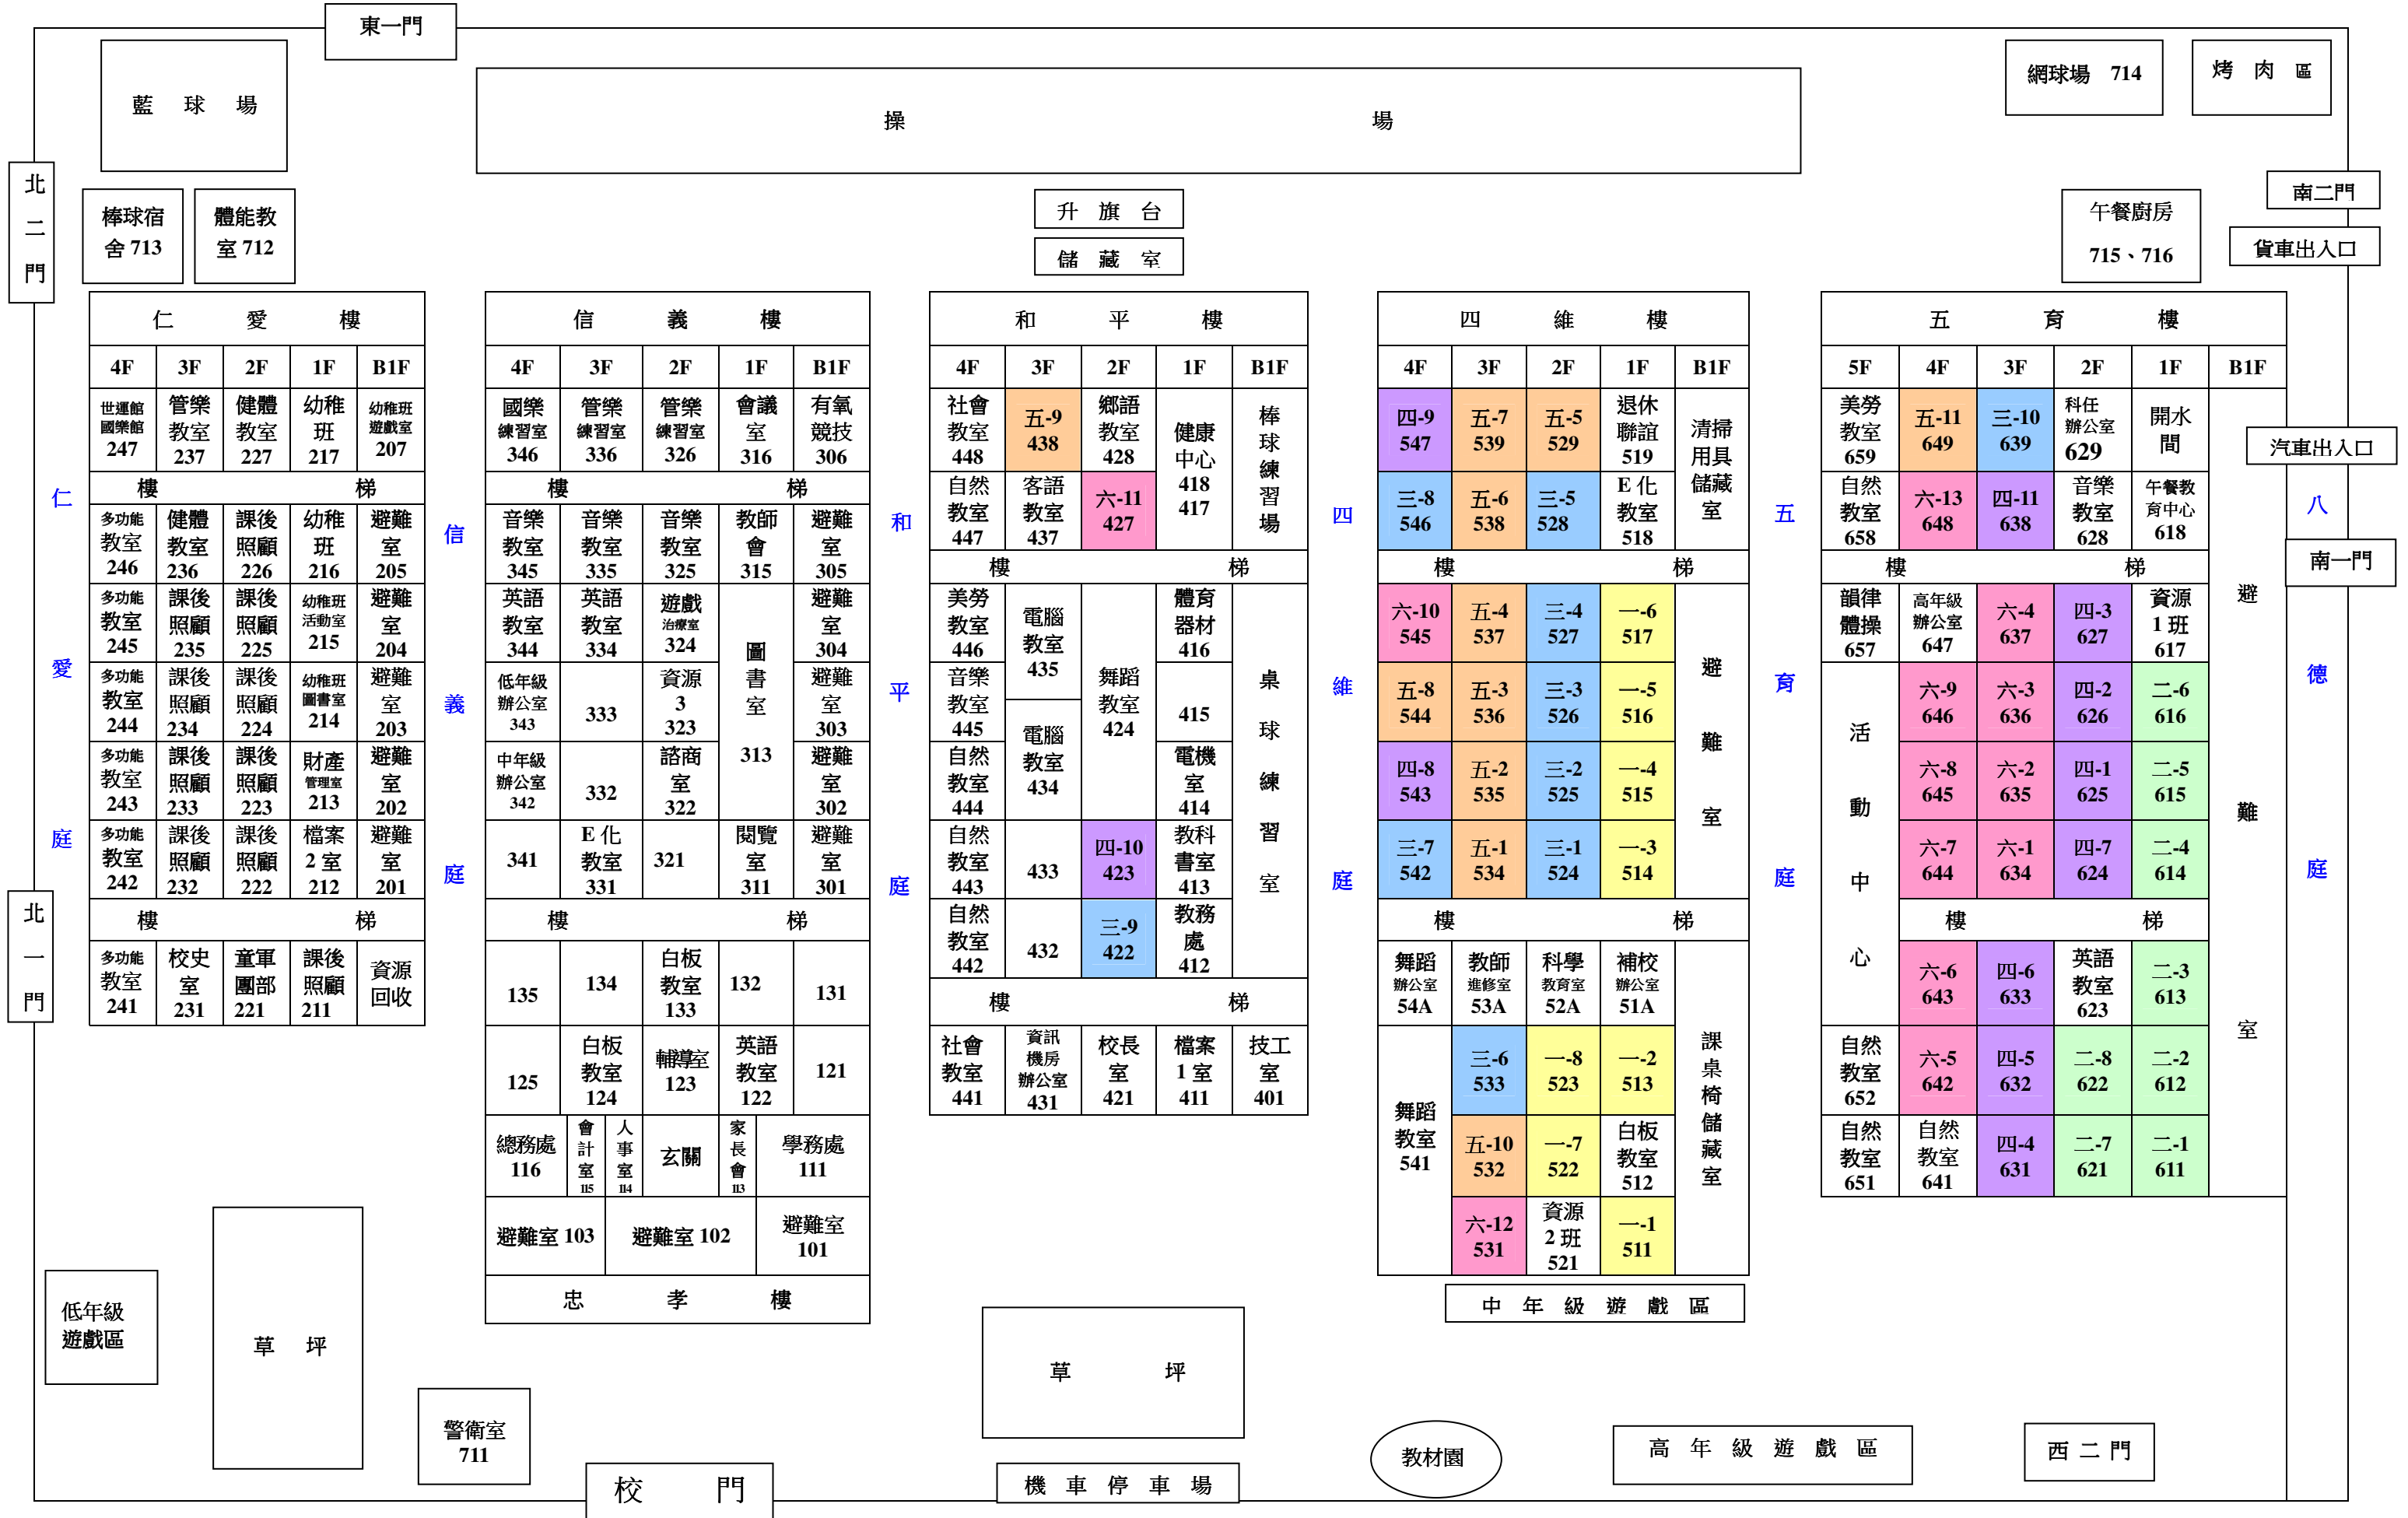 東一門
藍 球 場
操 場
網球場 714
烤 肉 區
北
二
門
棒球宿
舍 713
體能教
室 712
升 旗 台
儲 藏 室
午餐廚房
715、716
南二門
貨車出入口
汽車出入口
南一門
仁 愛 樓
4F 3F 2F 1F B1F
世運館
國樂館
247
管樂
教室
237
健體
教室
227
幼稚
班
217
幼稚班
遊戲室
207
樓 梯
多功能
教室
246
健體
教室
236
課後
照顧
226
幼稚
班
216
避難
室
205
多功能
教室
245
課後
照顧
235
課後
照顧
225
幼稚班
活動室
215
避難
室
204
多功能
教室
244
課後
照顧
234
課後
照顧
224
幼稚班
圖書室
214
避難
室
203
多功能
教室
243
課後
照顧
233
課後
照顧
223
財產
管理室
213
避難
室
202
多功能
教室
242
課後
照顧
232
課後
照顧
222
檔案
2 室
212
避難
室
201
樓 梯
多功能
教室
241
校史
室
231
童軍
團部
221
課後
照顧
211
資源
回收
仁
愛
庭
北
一
門
信 義 樓
4F 3F 2F 1F B1F
國樂
練習室
346
管樂
練習室
336
管樂
練習室
326
會議
室
316
有氧
競技
306
樓 梯
音樂
教室
345
音樂
教室
335
音樂
教室
325
教師
會
315
避難
室
305
英語
教室
344
英語
教室
334
遊戲
治療室
324
圖
書
室
313
避難
室
304
低年級
辦公室
343
333
資源
3
323
避難
室
303
中年級
辦公室
342
332
諮商
室
322
避難
室
302
341
E 化
教室
331
321
閱覽
室
311
避難
室
301
樓 梯
135
134
白板
教室
133
132
131
125
白板
教室
124
輔導室
123
英語
教室
122
121
總務處
116
會
計
室
115
人
事
室
114
玄關
家
長
會
113
學務處
111
避難室 103
避難室 102
避難室
101
忠 孝 樓
信
義
庭
和 平 樓
4F 3F 2F 1F B1F
社會
教室
448
五-9
438
鄉語
教室
428
健康
中心
418
417
棒
球
練
習
場
自然
教室
447
客語
教室
437
六-11
427
樓 梯
美勞
教室
446
電腦
教室
435
舞蹈
教室
424
體育
器材
416
桌
球
練
習
室
音樂
教室
445
415
電腦
教室
434
自然
教室
444
電機
室
414
自然
教室
443
433
四-10
423
教科
書室
413
自然
教室
442
432
三-9
422
教務
處
412
樓 梯
社會
教室
441
資訊
機房
辦公室
431
校長
室
421
檔案
1 室
411
技工
室
401
和
平
庭
四 維 樓
4F 3F 2F 1F B1F
四-9
547
五-7
539
五-5
529
退休
聯誼
519
清掃
用具
儲藏
室
三-8
546
五-6
538
三-5
528
E 化
教室
518
樓 梯
六-10
545
五-4
537
三-4
527
一-6
517
避
難
室
五-8
544
五-3
536
三-3
526
一-5
516
四-8
543
五-2
535
三-2
525
一-4
515
三-7
542
五-1
534
三-1
524
一-3
514
樓 梯
舞蹈
辦公室
54A
教師
進修室
53A
科學
教育室
52A
補校
辦公室
51A
課
桌
椅
儲
藏
室
舞蹈
教室
541
三-6
533
一-8
523
一-2
513
五-10
532
一-7
522
白板
教室
512
六-12
531
資源
2 班
521
一-1
511
中 年 級 遊 戲 區
四
維
庭
五 育 樓
5F 4F 3F 2F 1F B1F
美勞
教室
659
五-11
649
三-10
639
科任
辦公室
629
開水
間
避
難
室
自然
教室
658
六-13
648
四-11
638
音樂
教室
628
午餐教
育中心
618
樓 梯
韻律
體操
657
高年級
辦公室
647
六-4
637
四-3
627
資源
1 班
617
活
動
中
心
六-9
646
六-3
636
四-2
626
二-6
616
六-8
645
六-2
635
四-1
625
二-5
615
六-7
644
六-1
634
四-7
624
二-4
614
樓 梯
六-6
643
四-6
633
英語
教室
623
二-3
613
自然
教室
652
六-5
642
四-5
632
二-8
622
二-2
612
自然
教室
651
自然
教室
641
四-4
631
二-7
621
二-1
611
五
育
庭
八
德
庭
低年級
遊戲區
草 坪
警衛室
711
校 門
草 坪
機 車 停 車 場
教材園
高 年 級 遊 戲 區
西 二 門